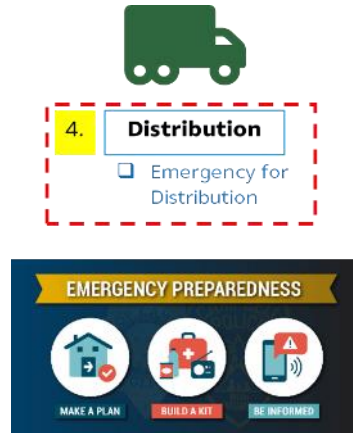 4. Distribution
❑ Emergency for
Distribution
EMERGENCY PREPAREDNESS
MAKE A PLAN BUILD A KIT BE INFORMED